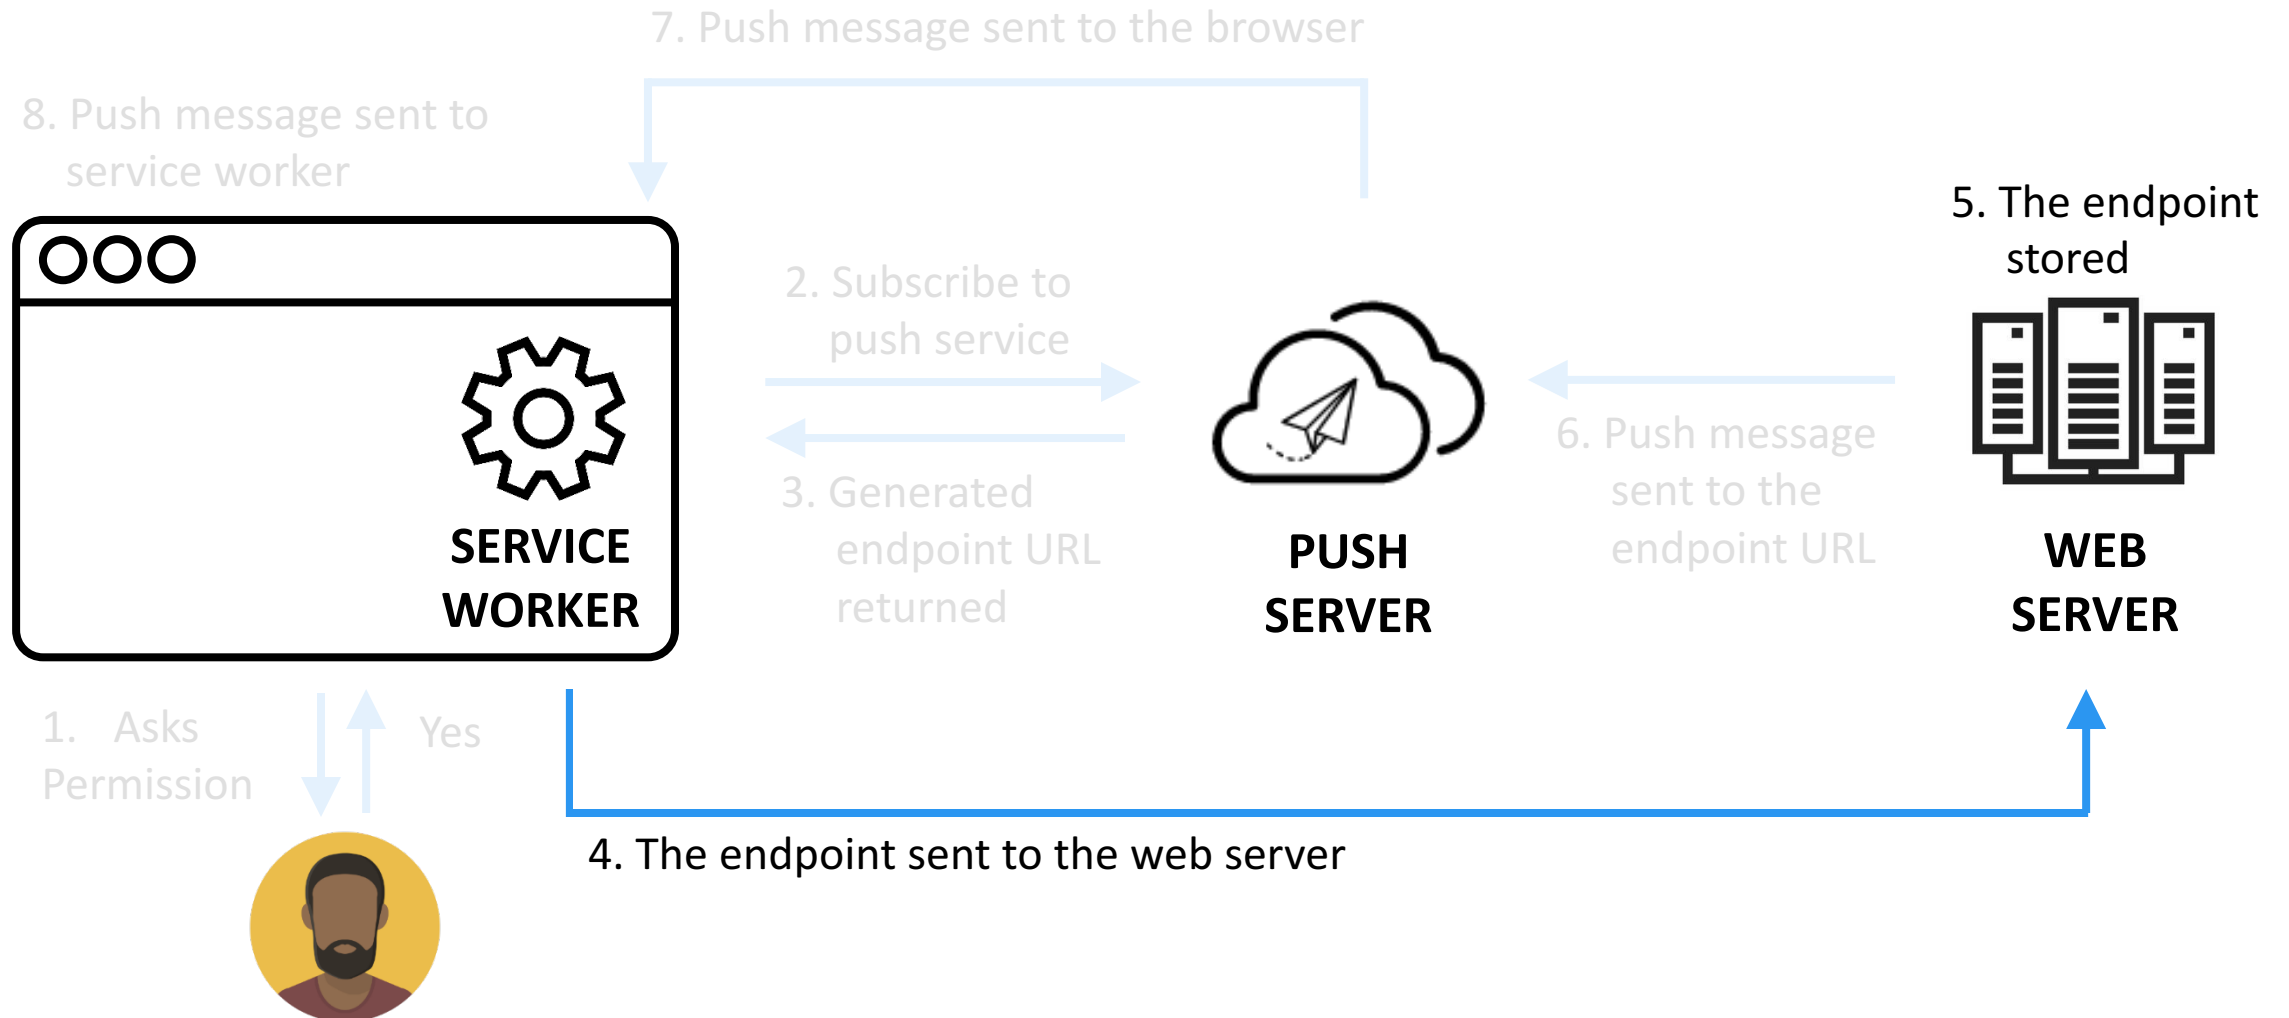 7. Push message sent to the browser
8. Push message sent to
service worker
5. The endpoint
stored
2. Subscribe to
push service
6. Push message
sent to the
endpoint URL
3. Generated
endpoint URL
returned
SERVICE
WORKER
PUSH
SERVER
WEB
SERVER
1. Asks
Permission
Yes
4. The endpoint sent to the web server